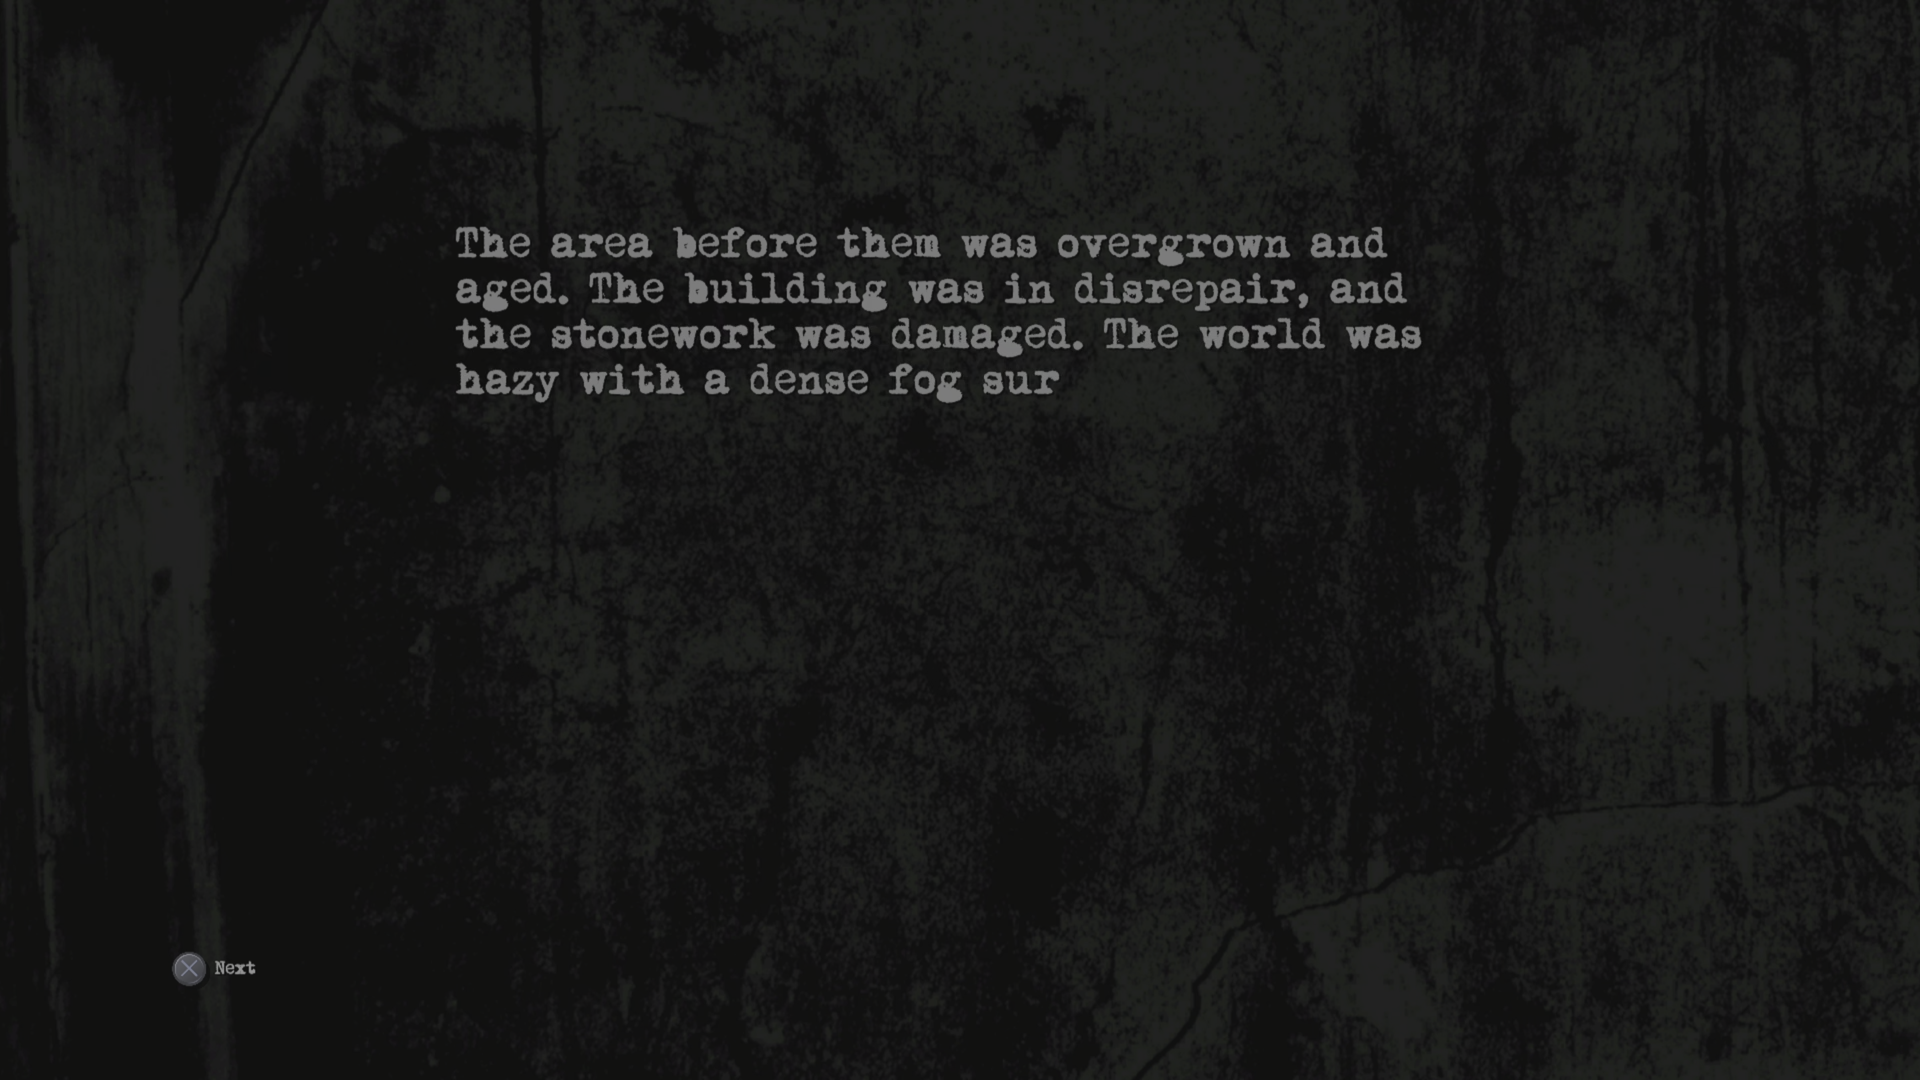 The area before them was overgrown and
aged. The building was in disrepair, and
the stonework was damaged. The world was
hazy with a dense fog sur
Next